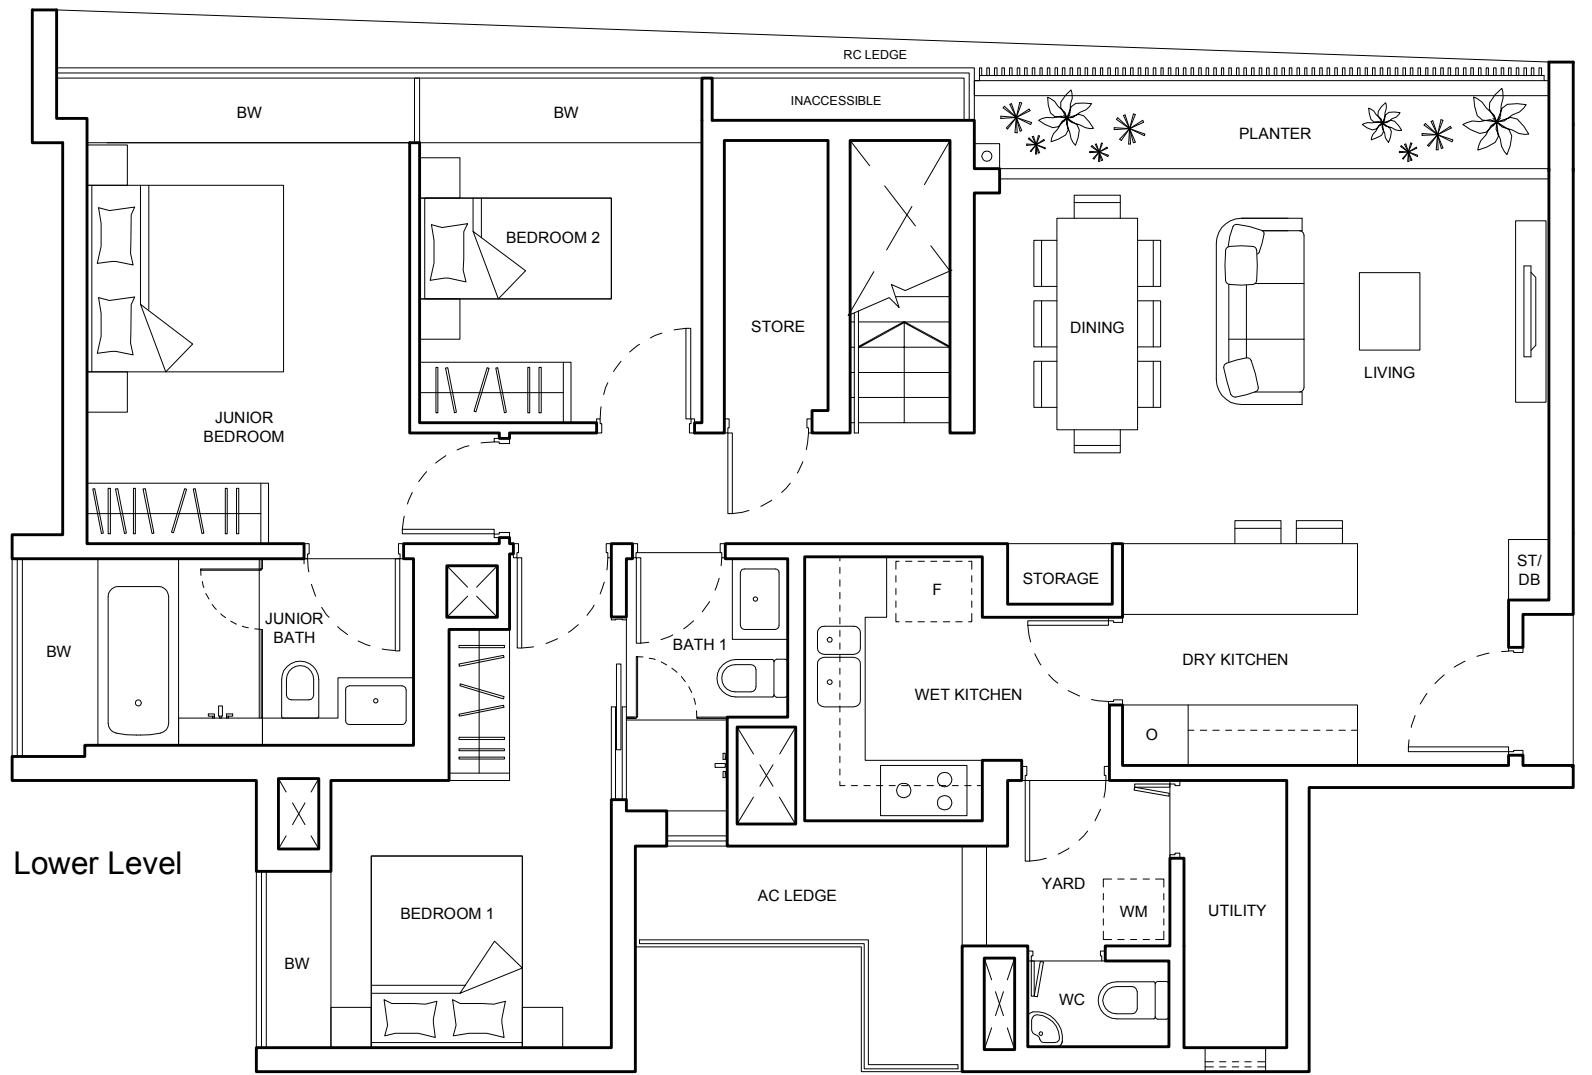 RC LEDGE
BW
BW
INACCESSIBLE
PLANTER
BEDROOM 2
STORE
DINING
LIVING
JUNIOR
BEDROOM
ST/
DB
STORAGE
F
JUNIOR
BATH
BATH 1
BW
WET KITCHEN
DRY KITCHEN
O
Lower Level
BEDROOM 1
AC LEDGE
YARD
WM
UTILITY
BW
WC